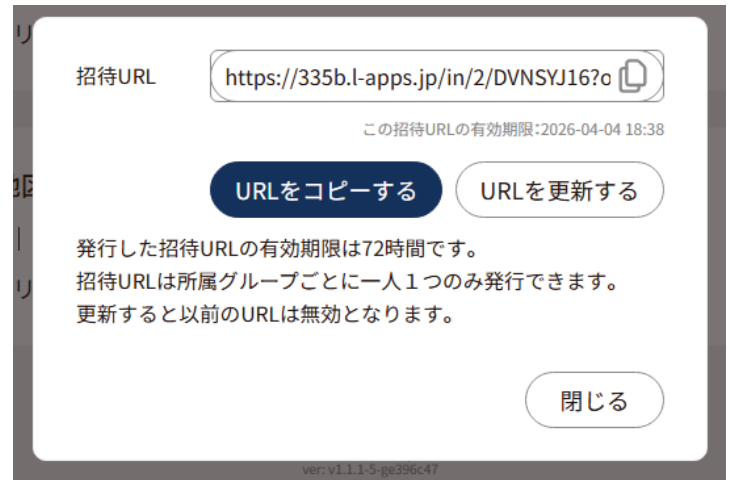 リ
招待URL
https://335b.l-apps.jp/in/2/DVNSYJ16?o
この招待URLの有効期限：2026-04-04 18:38
URLをコピーする
URLを更新する
発行した招待URLの有効期限は72時間です。
招待URLは所属グループごとに一人１つのみ発行できます。
更新すると以前のURLは無効となります。
リ
閉じる
ver: v1.1.1-5-ge396c47